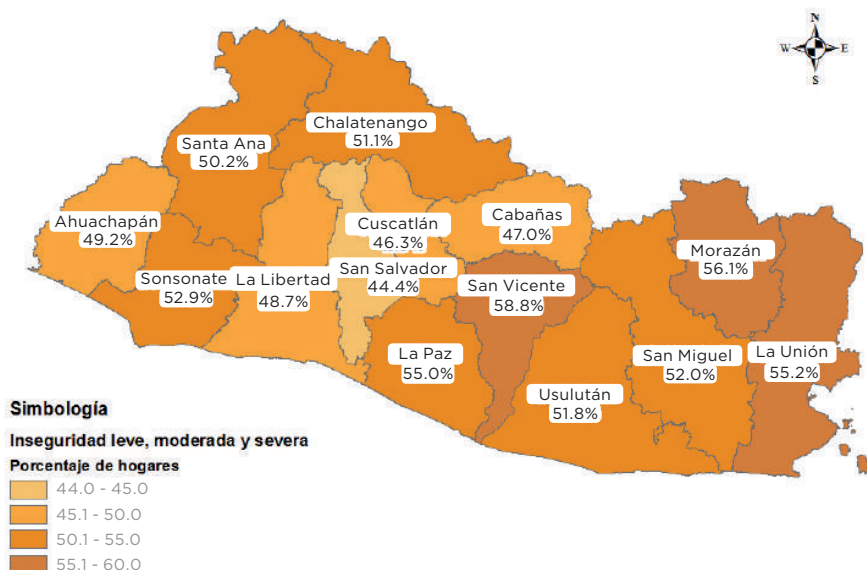 N
W E
S
Chalatenango
51.1%
Santa Ana
50.2%
Ahuachapán
49.2%
Cuscatlán
46.3%
Cabañas
47.0%
Morazán
56.1%
Sonsonate
52.9%
La Libertad
48.7%
San Salvador
44.4%
San Vicente
58.8%
La Paz
55.0%
San Miguel
52.0%
La Unión
55.2%
Usulután
51.8%
Simbología
Inseguridad leve, moderada y severa
Porcentaje de hogares
44.0 - 45.0
45.1 - 50.0
50.1 - 55.0
55.1 - 60.0